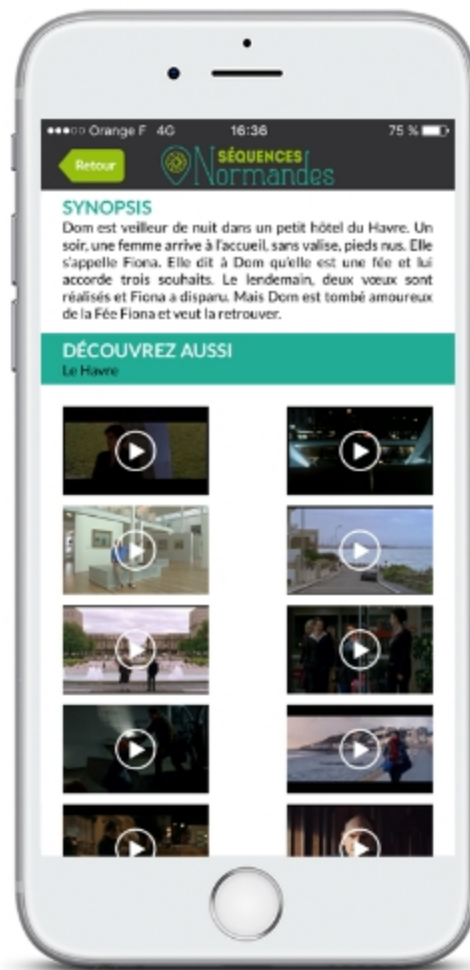 Orange F 4G 16:36 75 %
Retour
SÉQUENCES
Normandes
SYNOPSIS
Dom est veilleur de nuit dans un petit hôtel du Havre. Un
soir, une femme arrive à l'accueil, sans valise, pieds nus. Elle
s'appelle Fiona. Elle dit à Dom qu'elle est une fée et lui
accorde trois souhaits. Le lendemain, deux vœux sont
réalisés et Fiona a disparu. Mais Dom est tombé amoureux
de la Fée Fiona et veut la retrouver.
DÉCOUVREZ AUSSI
Le Havre